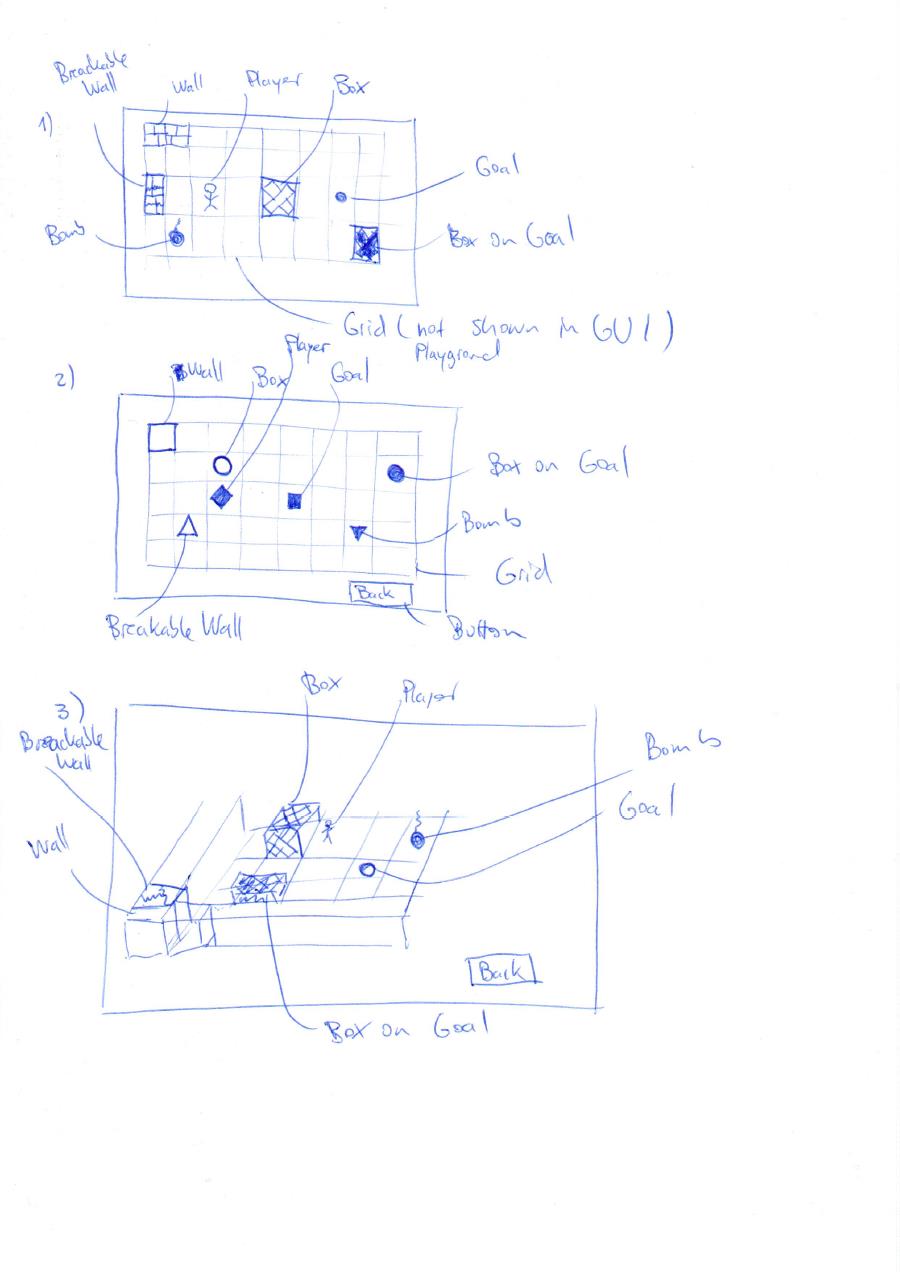 Breackable
Wall
Wall
Player
Box
1)
Goal
Bomb
Box on Goal
Grid (not shown in GUI)
Player
Playground
2)
Wall
Box
Goal
Box on Goal
Bomb
Grid
Back
Breakable Wall
Button
Box
Player
3)
Breackable
Wall
Bomb
Goal
Wall
Back
Box on Goal